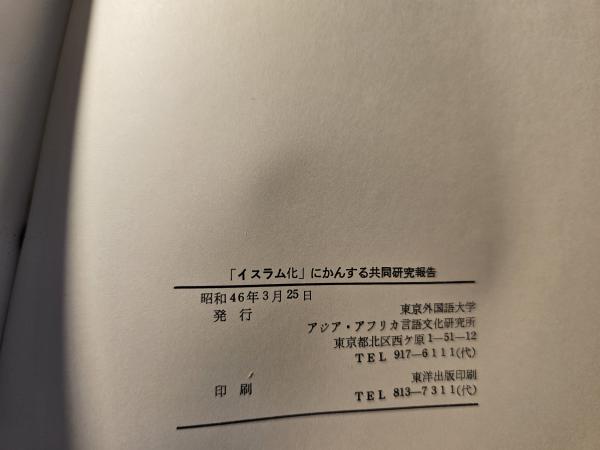 「イスラム化」にかんする共同研究報告
昭和46年3月25日
発行
東京外国語大学
アジア・アフリカ言語文化研究所
東京都北区西ケ原1-51-12
TEL 917-6111(代)
印刷
東洋出版印刷
TEL 813-7311(代)